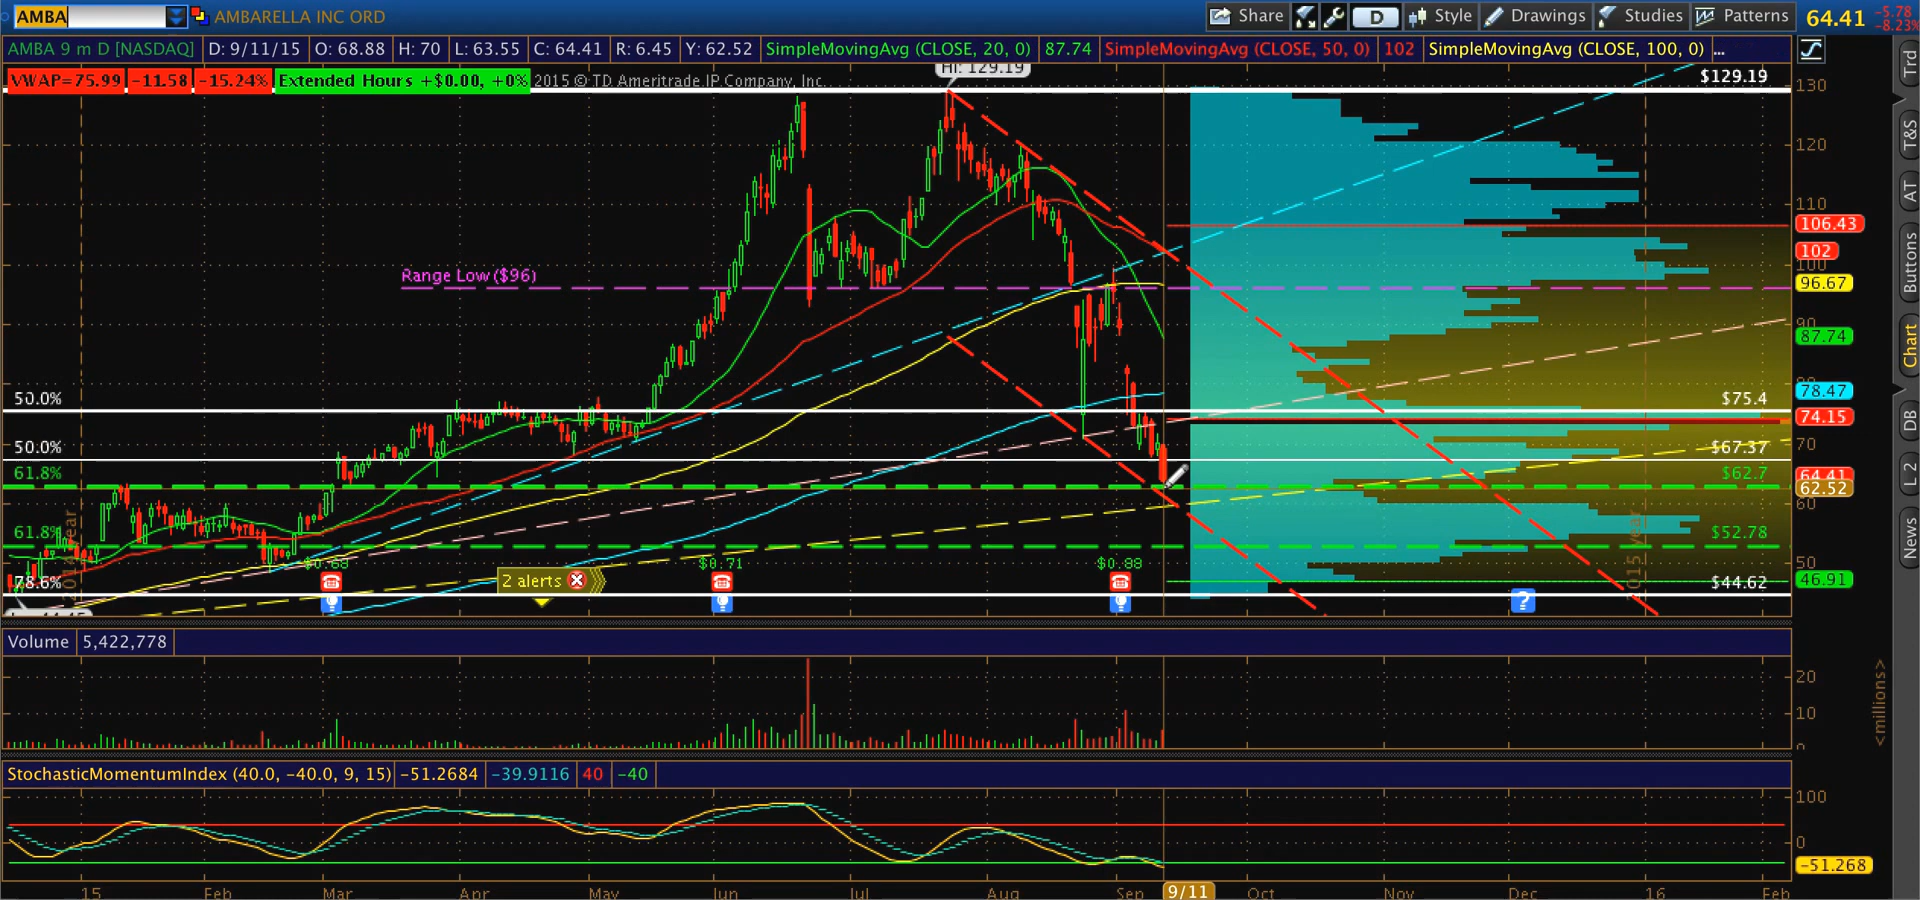 AMBA AMBARELLA INC ORD Share D Style Drawings Studies Patterns 64.41 -5.78 -8.23%
AMBA 9 m D [NASDAQ] D: 9/11/15 O: 68.88 H: 70 L: 63.55 C: 64.41 R: 6.45 Y: 62.52 SimpleMovingAvg (CLOSE, 20, 0) 87.74 SimpleMovingAvg (CLOSE, 50, 0) 102 SimpleMovingAvg (CLOSE, 100, 0) ...
VWAP=75.99 -11.58 -15.24% Extended Hours +$0.00, +0% 2015 © TD Ameritrade IP Company, Inc.
Hi: 129.19
$129.19
130
120
110
106.43
102
100
Range Low ($96)
96.67
90
87.74
80
78.47
50.0%
$75.4
74.15
70
50.0%
$67.37
61.8%
$62.7
64.41
62.52
60
61.8%
$52.78
50
$0.68
$0.71
$0.88
78.6%
2 alerts
$44.62
46.91
?
2015 year
Volume 5,422,778
20
10
0
<millions>
StochasticMomentumIndex (40.0, -40.0, 9, 15) -51.2684 -39.9116 40 -40
100
0
-51.268
15 Feb Mar Apr May Jun Jul Aug Sep 9/11 Oct Nov Dec 16 Feb
Trd
T&S
AT
Buttons
Chart
DB
L 2
News